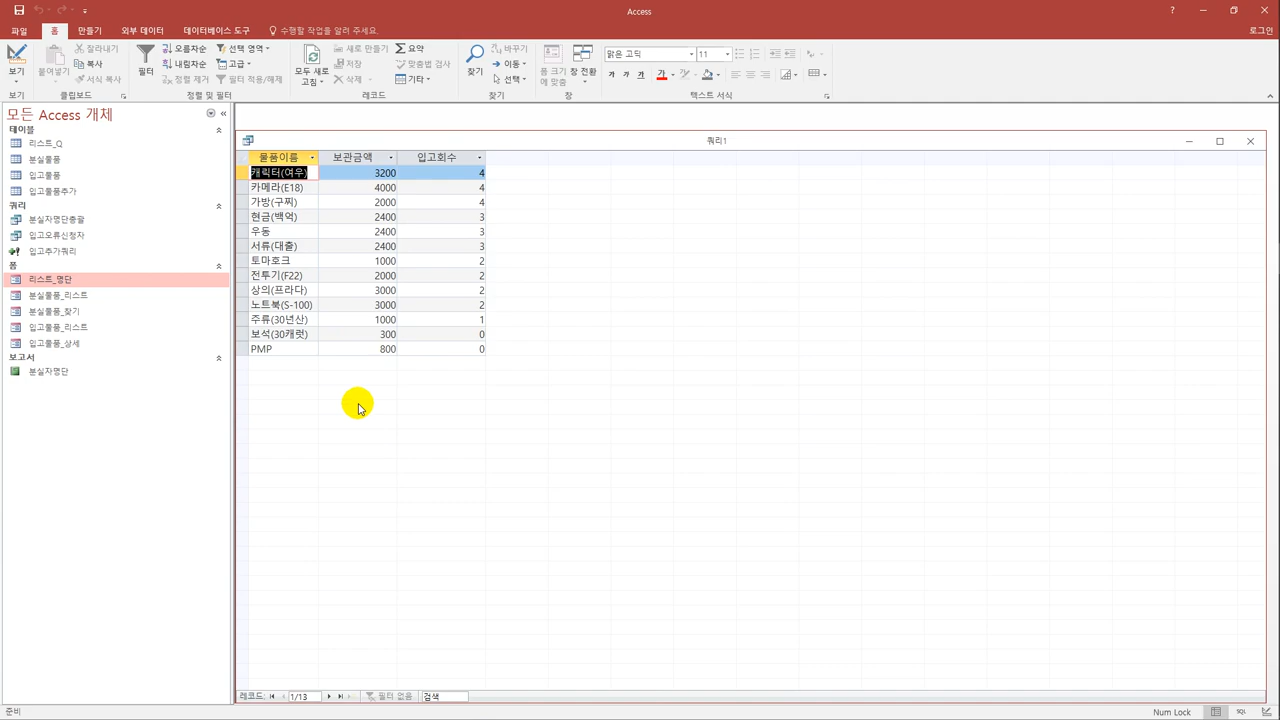 Access
파일
홈
만들기
외부 데이터
데이터베이스 도구
수행할 작업을 알려 주세요.
로그인
보기
붙여넣기
잘라내기
복사
서식 복사
필터
오름차순
내림차순
정렬 제거
선택 영역
고급
필터 적용/해제
모두 새로 고침
새로 만들기
저장
삭제
요약
맞춤법 검사
기타
찾기
바꾸기
이동
선택
폼 크기에 맞춤
창 전환
맑은 고딕
11
가 가 가
가
보기
클립보드
정렬 및 필터
레코드
찾기
창
텍스트 서식
모든 Access 개체
테이블
리스트_Q
분실물품
입고물품
입고물품추가
쿼리
분실자명단총괄
입고오류신청자
입고추가쿼리
폼
리스트_명단
분실물품_리스트
분실물품_찾기
입고물품_리스트
입고물품_상세
보고서
분실자명단
쿼리1
물품이름 보관금액 입고회수
캐릭터(여우) 3200 4
카메라(E18) 4000 4
가방(구찌) 2000 4
현금(백억) 2400 3
우동 2400 3
서류(대출) 2400 3
토마호크 1000 2
전투기(F22) 2000 2
상의(프라다) 3000 2
노트북(S-100) 3000 2
주류(30년산) 1000 1
보석(30캐럿) 300 0
PMP 800 0
레코드: 1/13 필터 없음 검색
준비
Num Lock
SQL